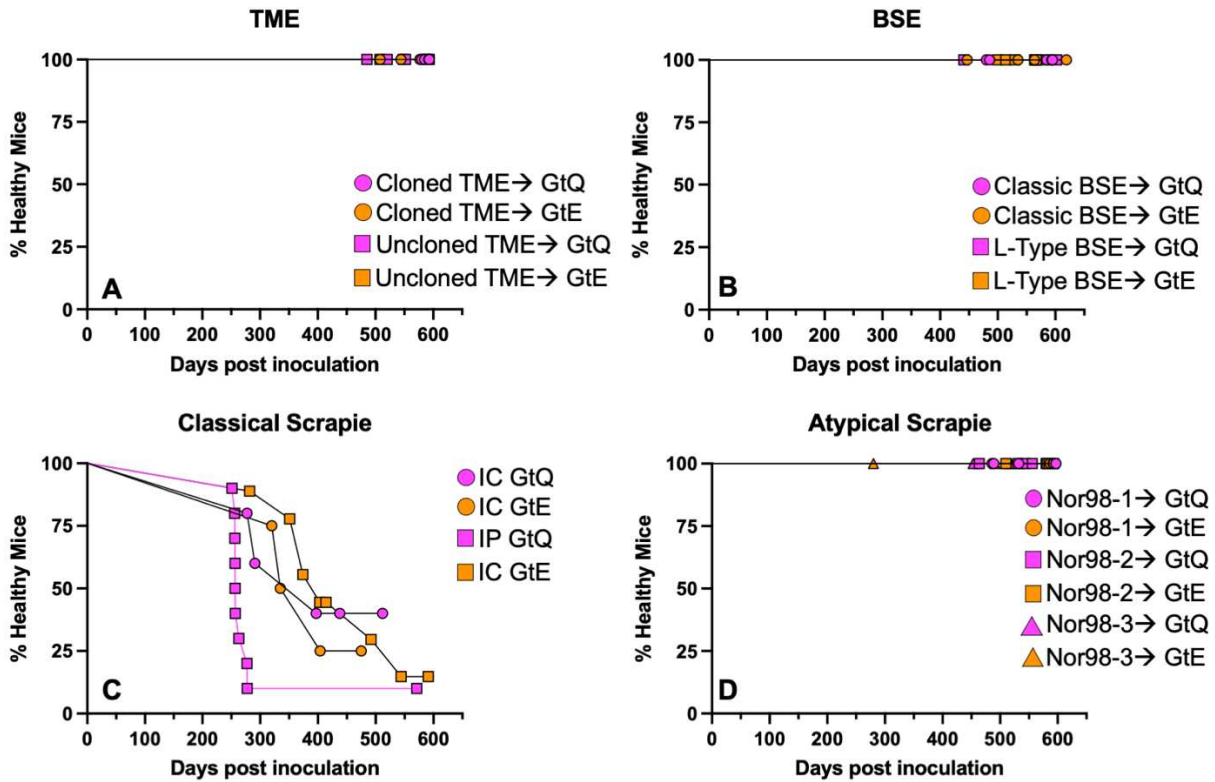 TME
% Healthy Mice
100
75
50
25
0
Cloned TME→ GtQ
Cloned TME→ GtE
Uncloned TME→ GtQ
Uncloned TME→ GtE
A
0 100 200 300 400 500 600
Days post inoculation
BSE
% Healthy Mice
100
75
50
25
0
Classic BSE→ GtQ
Classic BSE→ GtE
L-Type BSE→ GtQ
L-Type BSE→ GtE
B
0 100 200 300 400 500 600
Days post inoculation
Classical Scrapie
% Healthy Mice
100
75
50
25
0
IC GtQ
IC GtE
IP GtQ
IC GtE
C
0 100 200 300 400 500 600
Days post inoculation
Atypical Scrapie
% Healthy Mice
100
75
50
25
0
Nor98-1→ GtQ
Nor98-1→ GtE
Nor98-2→ GtQ
Nor98-2→ GtE
Nor98-3→ GtQ
Nor98-3→ GtE
D
0 100 200 300 400 500 600
Days post inoculation